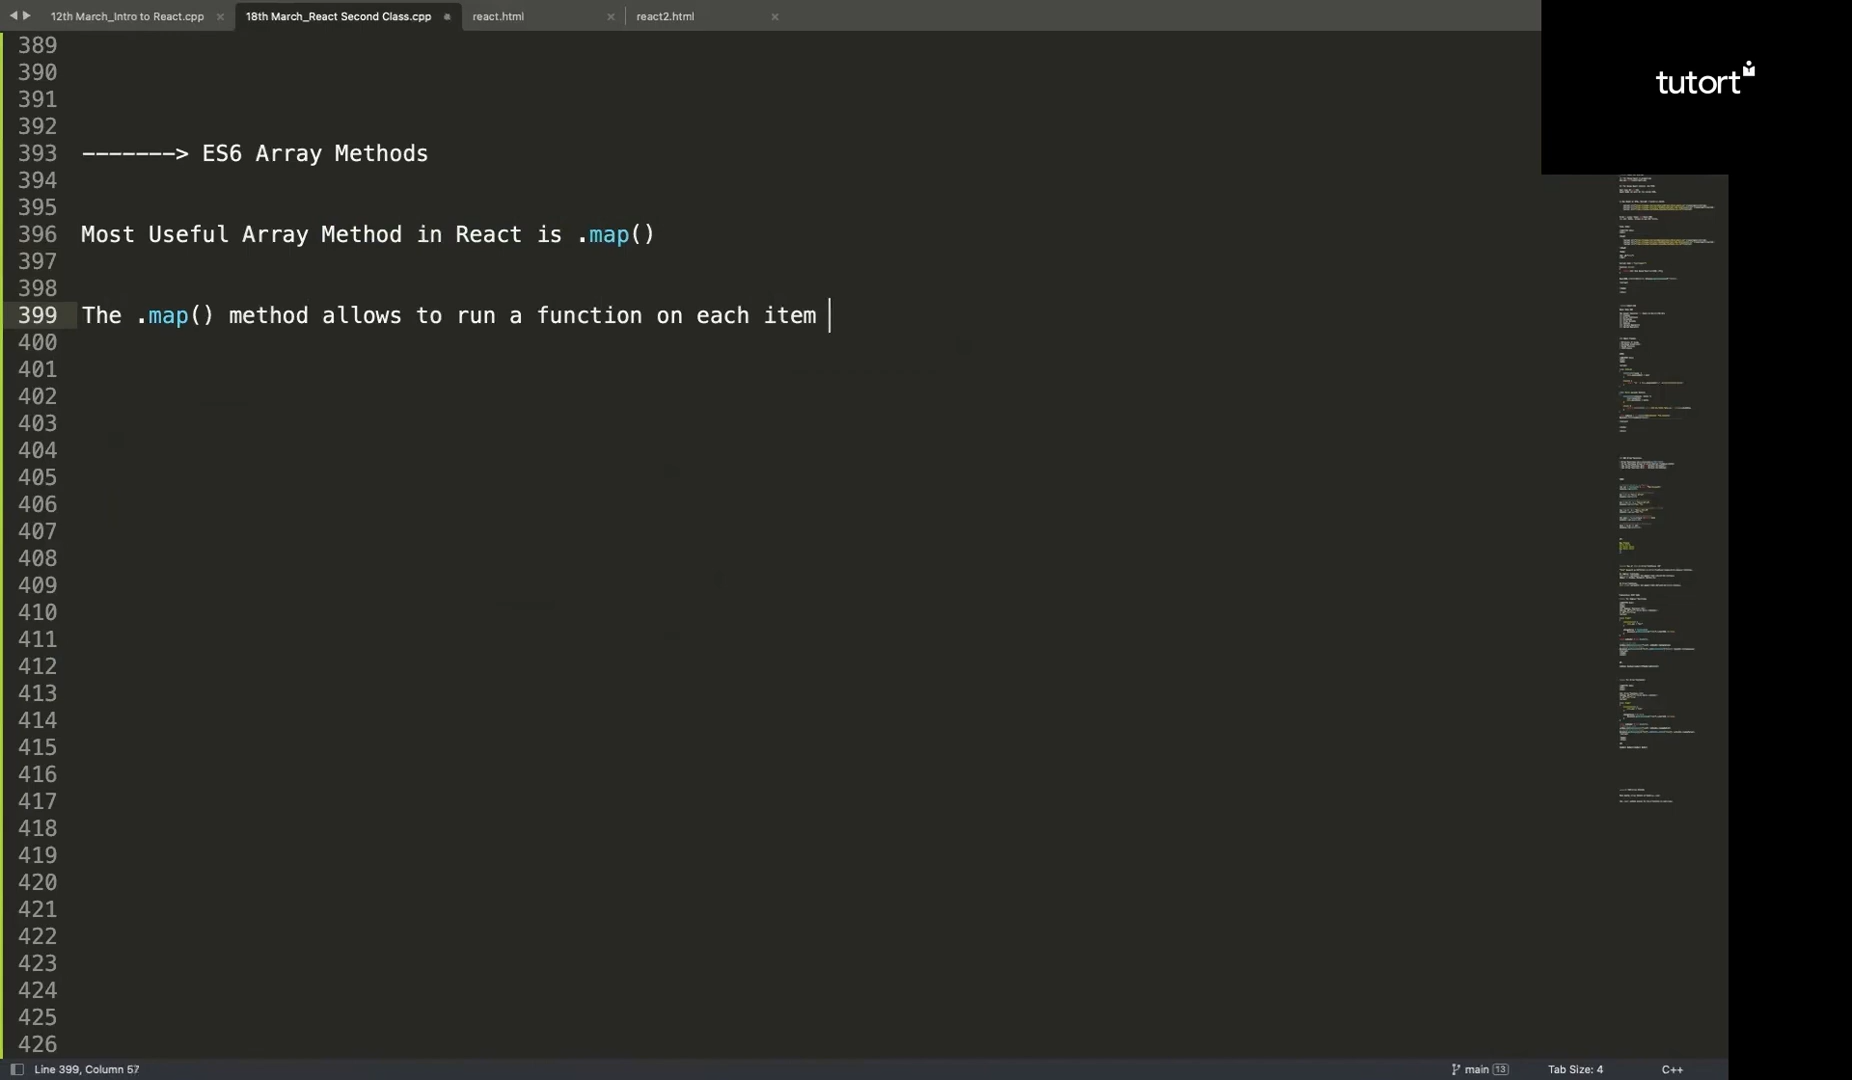 12th March_Intro to React.cpp
18th March_React Second Class.cpp
react.html
react2.html
tutort
389
390
391
392
393 -------> ES6 Array Methods
394
395
396 Most Useful Array Method in React is .map()
397
398
399 The .map() method allows to run a function on each item
400
401
402
403
404
405
406
407
408
409
410
411
412
413
414
415
416
417
418
419
420
421
422
423
424
425
426
Line 399, Column 57
main 13
Tab Size: 4
C++